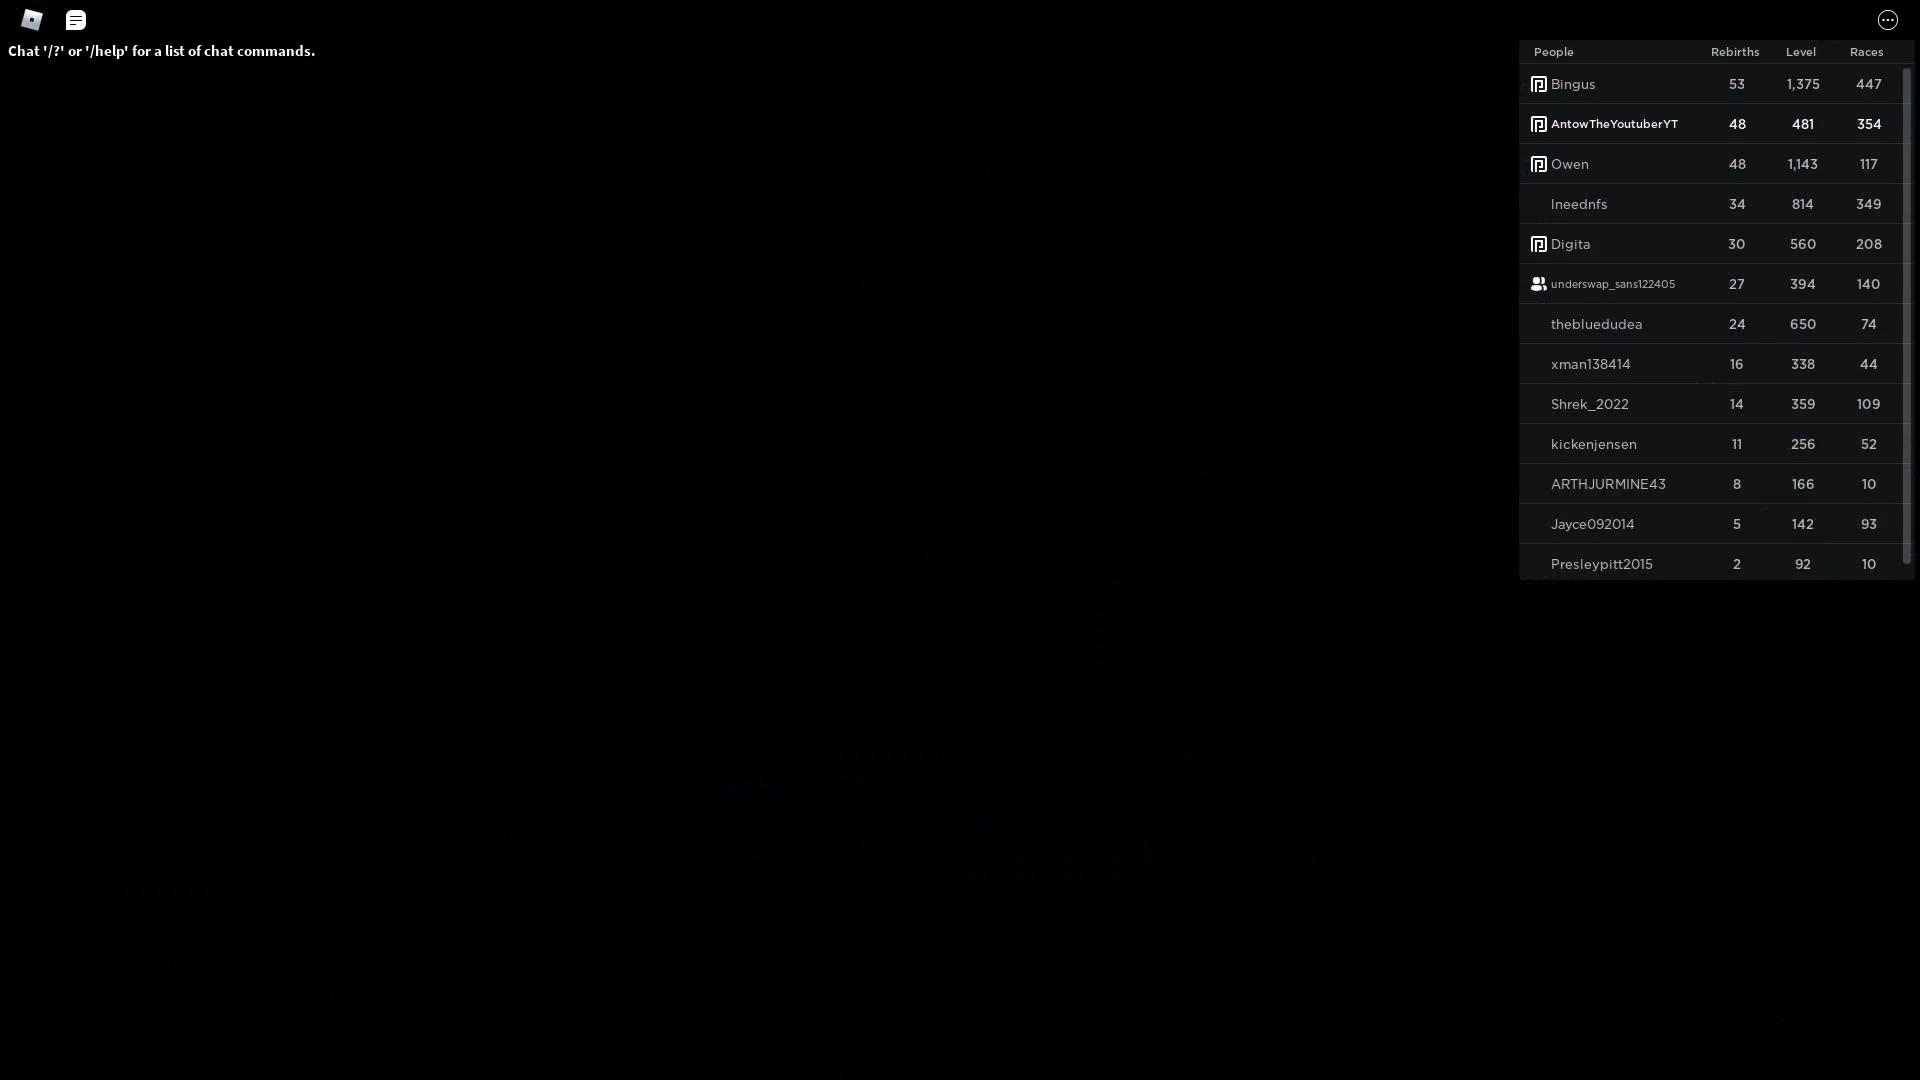 Chat '/?' or '/help' for a list of chat commands.
People Rebirths Level Races
Bingus 53 1,375 447
AntowTheYoutuberYT 48 481 354
Owen 48 1,143 117
Ineednfs 34 814 349
Digita 30 560 208
underswap_sans122405 27 394 140
thebluedudea 24 650 74
xman138414 16 338 44
Shrek_2022 14 359 109
kickenjensen 11 256 52
ARTHJURMINE43 8 166 10
Jayce092014 5 142 93
Presleypitt2015 2 92 10